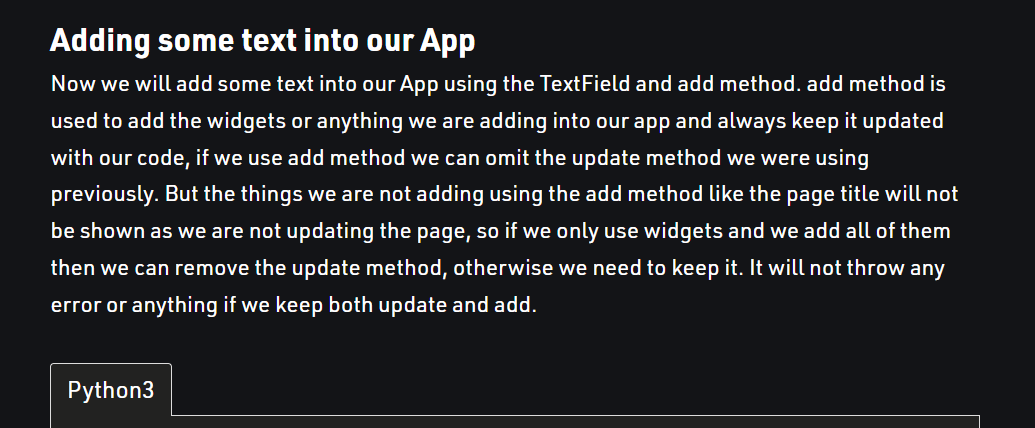 Adding some text into our App
Now we will add some text into our App using the TextField and add method. add method is
used to add the widgets or anything we are adding into our app and always keep it updated
with our code, if we use add method we can omit the update method we were using
previously. But the things we are not adding using the add method like the page title will not
be shown as we are not updating the page, so if we only use widgets and we add all of them
then we can remove the update method, otherwise we need to keep it. It will not throw any
error or anything if we keep both update and add.
Python3